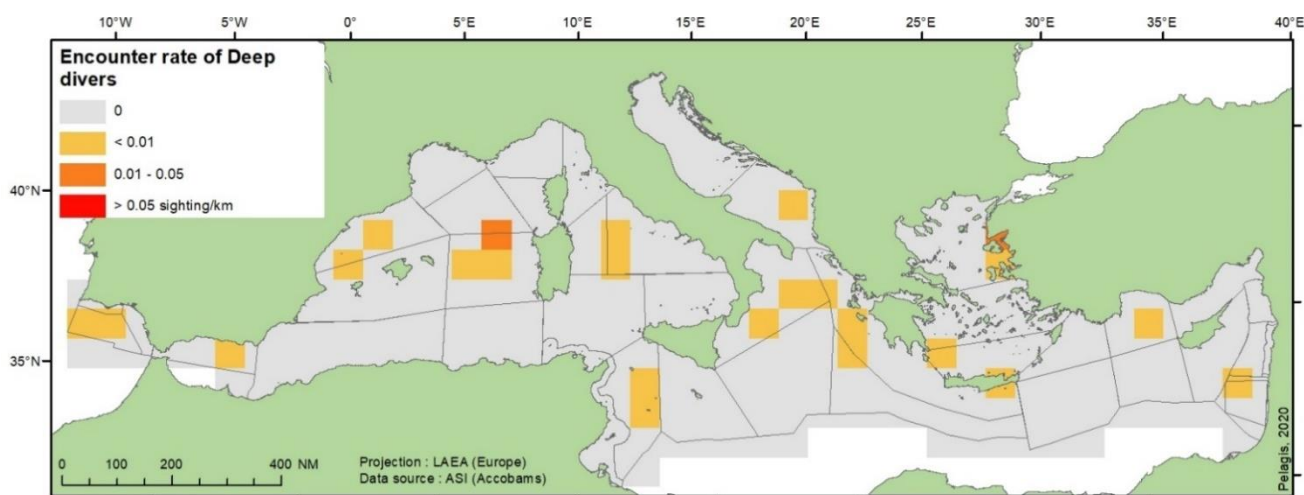 10°W 5°W 0° 5°E 10°E 15°E 20°E 25°E 30°E 35°E 40°E
Encounter rate of Deep
divers
0
< 0.01
0.01 - 0.05
> 0.05 sighting/km
40°N 40°N
35°N 35°N
0 100 200 400 NM
Projection : LAEA (Europe)
Data source : ASI (Accobams)
Pelagis, 2020